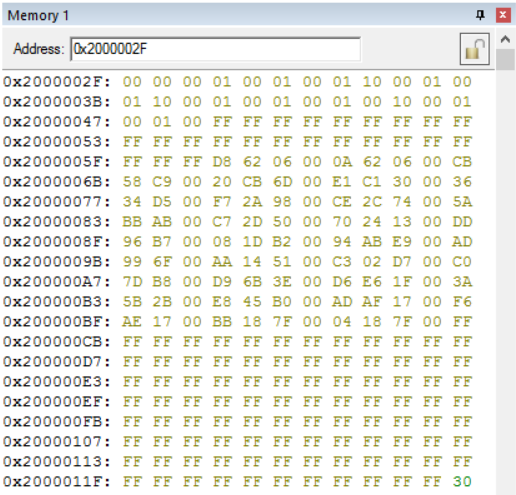 Memory 1
Address: 0x2000002F
0x2000002F: 00 00 00 01 00 01 00 01 10 00 01 00
0x2000003B: 01 10 00 01 00 01 00 01 00 10 00 01
0x20000047: 00 01 00 FF FF FF FF FF FF FF FF FF
0x20000053: FF FF FF FF FF FF FF FF FF FF FF FF
0x2000005F: FF FF FF D8 62 06 00 0A 62 06 00 CB
0x2000006B: 58 C9 00 20 CB 6D 00 E1 C1 30 00 36
0x20000077: 34 D5 00 F7 2A 98 00 CE 2C 74 00 5A
0x20000083: BB AB 00 C7 2D 50 00 70 24 13 00 DD
0x2000008F: 96 B7 00 08 1D B2 00 94 AB E9 00 AD
0x2000009B: 99 6F 00 AA 14 51 00 C3 02 D7 00 C0
0x200000A7: 7D B8 00 D9 6B 3E 00 D6 E6 1F 00 3A
0x200000B3: 5B 2B 00 E8 45 B0 00 AD AF 17 00 F6
0x200000BF: AE 17 00 BB 18 7F 00 04 18 7F 00 FF
0x200000CB: FF FF FF FF FF FF FF FF FF FF FF FF
0x200000D7: FF FF FF FF FF FF FF FF FF FF FF FF
0x200000E3: FF FF FF FF FF FF FF FF FF FF FF FF
0x200000EF: FF FF FF FF FF FF FF FF FF FF FF FF
0x200000FB: FF FF FF FF FF FF FF FF FF FF FF FF
0x20000107: FF FF FF FF FF FF FF FF FF FF FF FF
0x20000113: FF FF FF FF FF FF FF FF FF FF FF FF
0x2000011F: FF FF FF FF FF FF FF FF FF FF FF 30